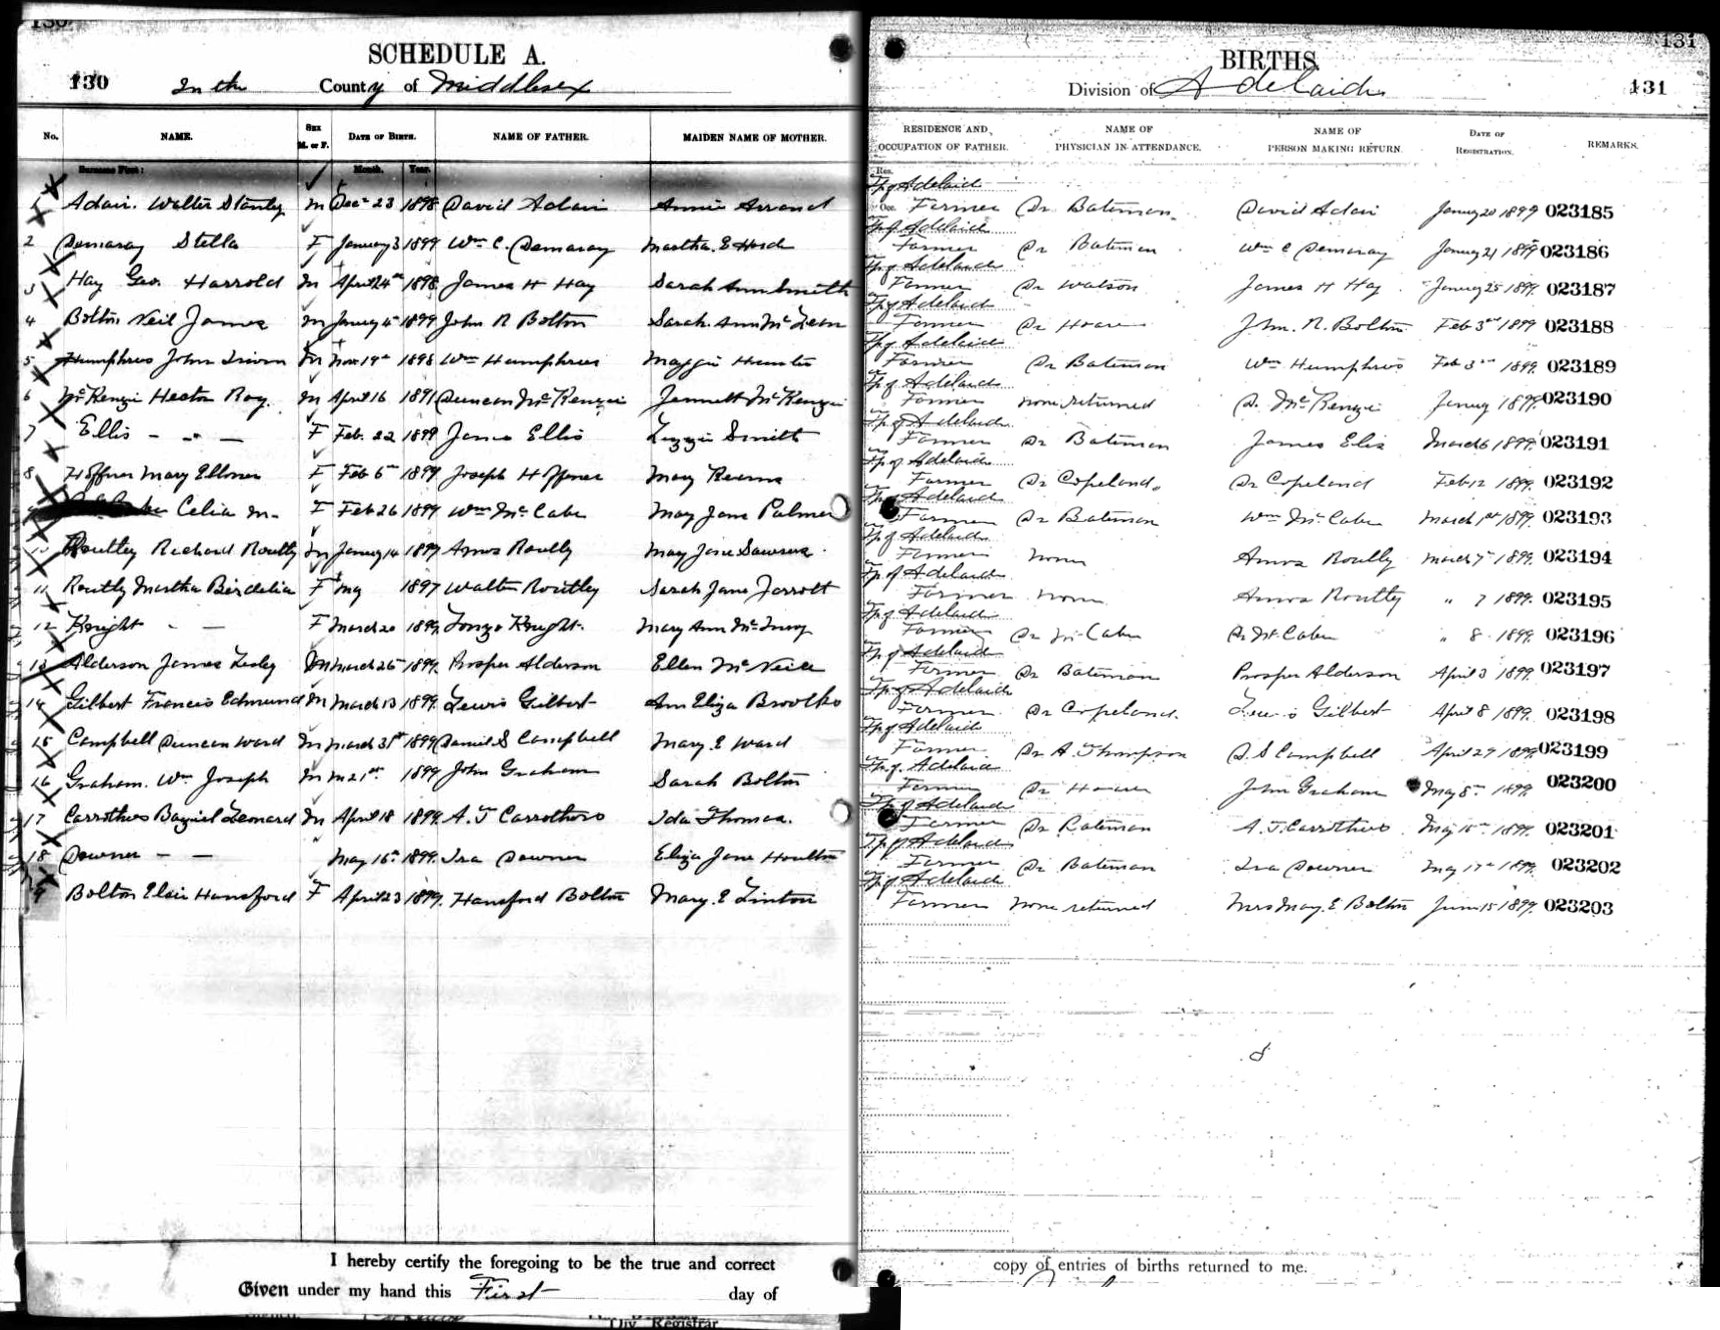 130
131
SCHEDULE A.
BIRTHS.
130 In the County of Middlesex
Division of Adelaide 131
No. NAME. Sex M. or F. DATE OF BIRTH. NAME OF FATHER. MAIDEN NAME OF MOTHER. RESIDENCE AND OCCUPATION OF FATHER. NAME OF PHYSICIAN IN ATTENDANCE. NAME OF PERSON MAKING RETURN. DATE OF REGISTRATION. REMARKS.
Surname First: Month. Year. Res.
Tp of Adelaide
1 Adair. Walter Stanley M Dec 23 1898 David Adair Annie Arrand Occ. Farmer Dr Bateman David Adair January 20 1899 023185
Tp of Adelaide
2 Demaray Stella F January 3 1899 Wm C. Demaray Martha. E Hord Farmer Dr Bateman Wm C Demaray January 21 1899 023186
Tp of Adelaide
3 Hay Geo. Harrold M April 24th 1898 James H Hay Sarah Ann Smith Farmer Dr Watson James H Hay January 25 1899 023187
Tp of Adelaide
4 Bolton Neil James M January 4th 1899 John R Bolton Sarah. Ann McLean Farmer Dr Hoare John. R. Bolton Feb 3rd 1899 023188
Tp of Adelaide
5 Humphries John M Nov 19th 1898 Wm Humphries Maggie Hunter Farmer Dr Bateman Wm Humphries Feb 3rd 1899 023189
Tp of Adelaide
6 McKenzie Hector Roy. M April 16 1891 Duncan McKenzie Jennett McKenzie Farmer none returned D. McKenzie January 1899 023190
Tp of Adelaide
7 Ellis - " - F Feb. 22 1899 James Ellis Lizzie Smith Farmer Dr Bateman James Elis March 6 1899 023191
Tp of Adelaide
8 Hoffner Mary Ellmer F Feb 5th 1899 Joseph Hoffner Mary Farmer Dr Copeland Dr Copeland Feb 12 1899 023192
Tp of Adelaide
9 Celia M. F Feb 26 1899 Wm McCabe Mary Jane Palmer Farmer Dr Bateman Wm McCabe March 1st 1899 023193
Tp of Adelaide
10 Routley Richard Routly M January 14 1899 Amos Routly Mary Jane Farmer None Amos Routly March 7th 1899 023194
Tp of Adelaide
11 Routly Martha Birdelia F May 1897 Walter Routley Sarah Jane Jarrott Farmer none Amos Routley " 7 1899 023195
Tp of Adelaide
12 Knight - - F March 20 1899 Lonzo Knight. Mary Ann Farming Dr McCabe Dr McCabe " 8 1899 023196
Tp of Adelaide
13 Alderson James Lesley M March 25 1899 Prosper Alderson Ellen McNeill Farmer Dr Bateman Prosper Alderson April 3 1899 023197
Tp of Adelaide
14 Gilbert Francis Edmund M March 13 1899 Lewis Gilbert Ann Eliza Brooks Farmer Dr Copeland. Lewis Gilbert April 8 1899. 023198
Tp of Adelaide
15 Campbell Duncan Ward M March 31st 1899 Daniel S Campbell Mary. E Ward Farmer Dr A. Thompson D. S Campbell April 29 1899 023199
Tp of Adelaide
16 Graham. Wm Joseph M M 21st 1899 John Graham Sarah Bolton Farmer Dr Hoare John Graham May 8th 1899 023200
Tp of Adelaide
17 Carrothers Leonard M April 18 1899. A. J Carrothers Ida Thomas. Farmer Dr Bateman A. J. Carrothers May 15th 1899. 023201
Tp of Adelaide
18 Downer - - " May 16th 1899. Ira Downer Eliza Jane Houlton Farmer Dr Bateman Ira Downer May 17th 1899 023202
Tp of Adelaide
9 Bolton Elsie Hansford F April 23 1899. Hansford Bolton Mary. E Linton Farmer none returned Mrs May. E Bolton June 15 1899. 023203
I hereby certify the foregoing to be the true and correct copy of entries of births returned to me.
Given under my hand this First day of
Div Registrar